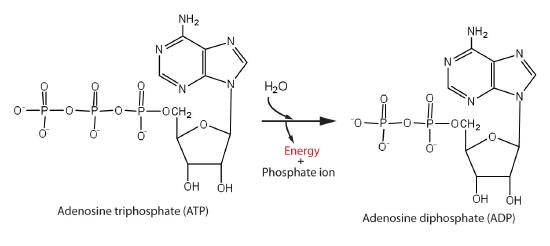 NH₂
N
N
N
N
O O O
O⁻ P O P O P OCH₂
O⁻ O⁻ O⁻
O
OH OH
Adenosine triphosphate (ATP)
H₂O
Energy
+
Phosphate ion
NH₂
N
N
N
N
O O
⁻O P O P OCH₂
O⁻ O⁻
O
OH OH
Adenosine diphosphate (ADP)